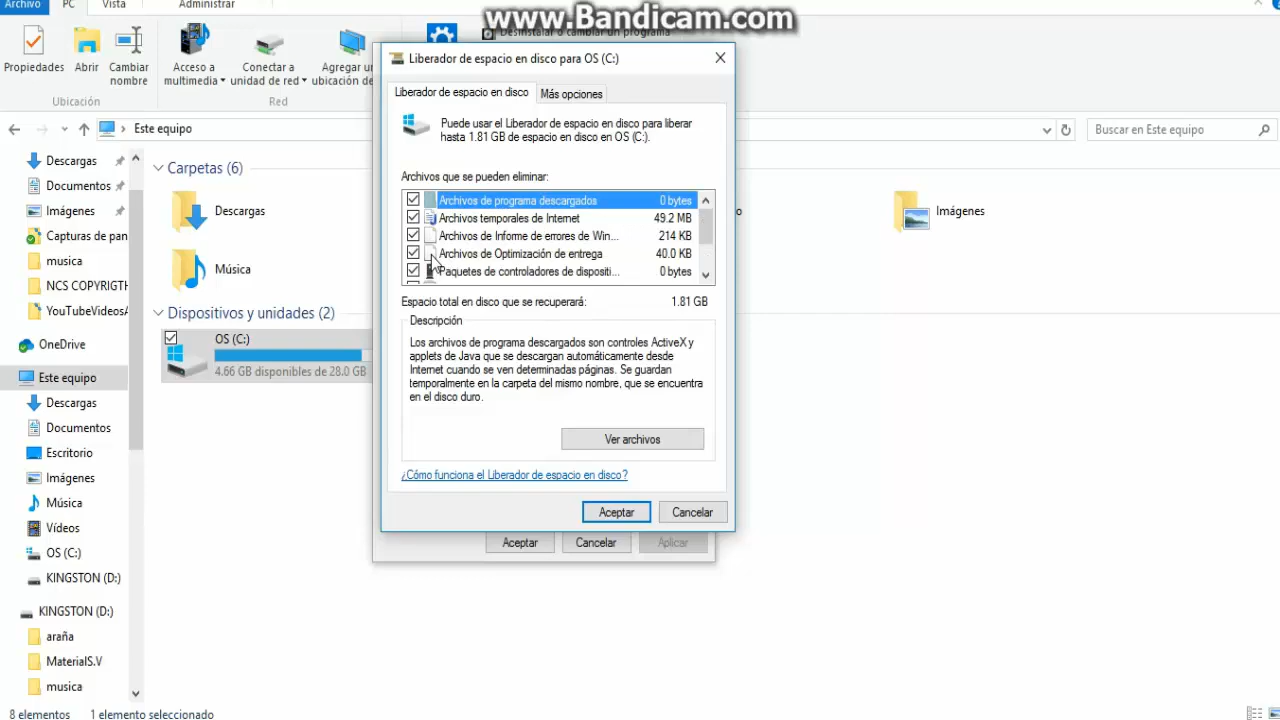 www.Bandicam.com
Archivo
PC
Vista
Administrar
Desinstalar o cambiar un programa
Propiedades
Abrir
Cambiar
nombre
Acceso a
multimedia
Conectar a
unidad de red
Agregar u
ubicación de
Ubicación
Red
Este equipo
Buscar en Este equipo
Descargas
Documentos
Imágenes
Capturas de pan
musica
NCS COPYRIGTH
YouTubeVideosA
OneDrive
Este equipo
Descargas
Documentos
Escritorio
Imágenes
Música
Vídeos
OS (C:)
KINGSTON (D:)
KINGSTON (D:)
araña
MaterialS.V
musica
Carpetas (6)
Descargas
o
Imágenes
Música
Dispositivos y unidades (2)
OS (C:)
4.66 GB disponibles de 28.0 GB
Liberador de espacio en disco para OS (C:)
Liberador de espacio en disco
Más opciones
Puede usar el Liberador de espacio en disco para liberar
hasta 1.81 GB de espacio en disco en OS (C:).
Archivos que se pueden eliminar:
Archivos de programa descargados 0 bytes
Archivos temporales de Internet 49.2 MB
Archivos de Informe de errores de Win... 214 KB
Archivos de Optimización de entrega 40.0 KB
Paquetes de controladores de dispositi... 0 bytes
Espacio total en disco que se recuperará: 1.81 GB
Descripción
Los archivos de programa descargados son controles ActiveX y
applets de Java que se descargan automáticamente desde
Internet cuando se ven determinadas páginas. Se guardan
temporalmente en la carpeta del mismo nombre, que se encuentra
en el disco duro.
Ver archivos
¿Cómo funciona el Liberador de espacio en disco?
Aceptar
Cancelar
Aceptar
Cancelar
Aplicar
8 elementos
1 elemento seleccionado